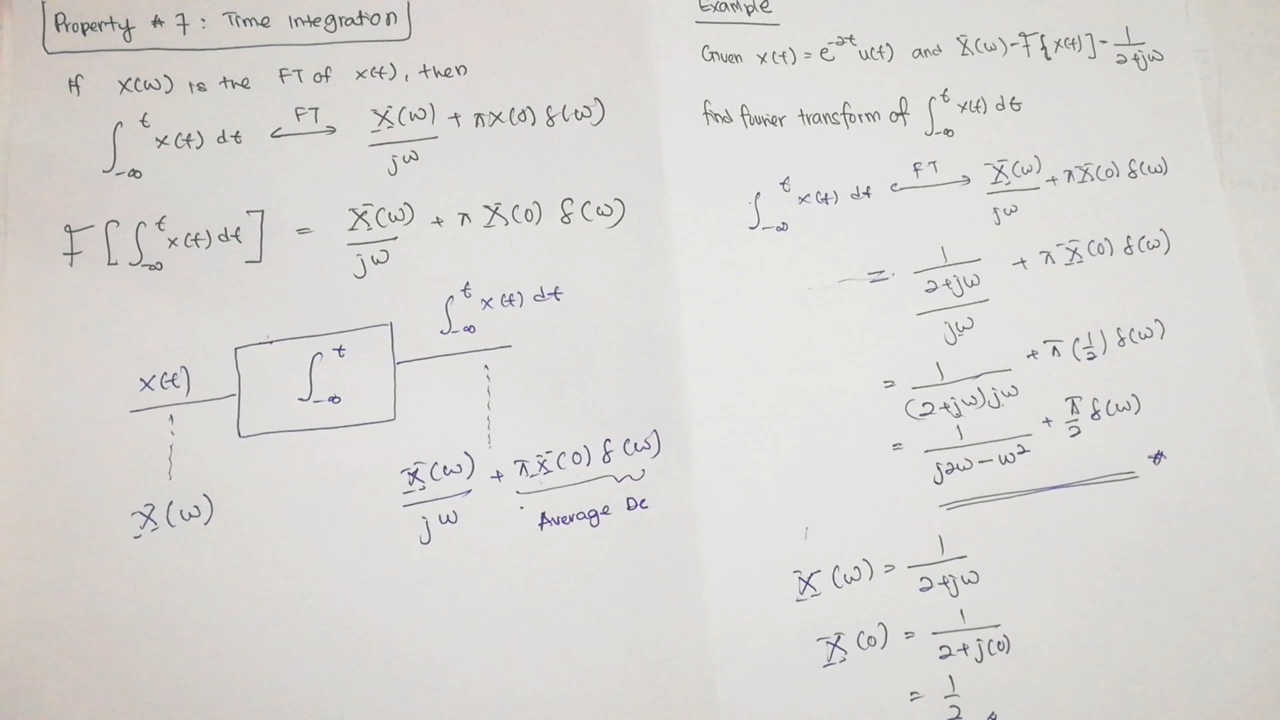 Property # 7 : Time Integration
If X(ω) is the FT of x(t), then
∫_{-∞}^{t} x(t) dt ⟷(FT) X(ω)/jω + πX(0) δ(ω)
F[∫_{-∞}^{t} x(t) dt] = X(ω)/jω + π X(0) δ(ω)
∫_{-∞}^{t} x(t) dt
x(t)
∫_{-∞}^{t}
X(ω)
X(ω)/jω + πX(0) δ(ω)
Average DC
Example
Given x(t) = e^{-2t} u(t) and X(ω) = F{x(t)] = 1/(2+jω)
find fourier transform of ∫_{-∞}^{t} x(t) dt
∫_{-∞}^{t} x(t) dt ⟷(FT) X(ω)/jω + πX(0) δ(ω)
= (1/(2+jω))/jω + πX(0) δ(ω)
= 1/((2+jω)jω) + π(1/2) δ(ω)
= 1/(j2ω-ω²) + π/2 δ(ω)
X(ω) = 1/(2+jω)
X(0) = 1/(2+j(0))
= 1/2